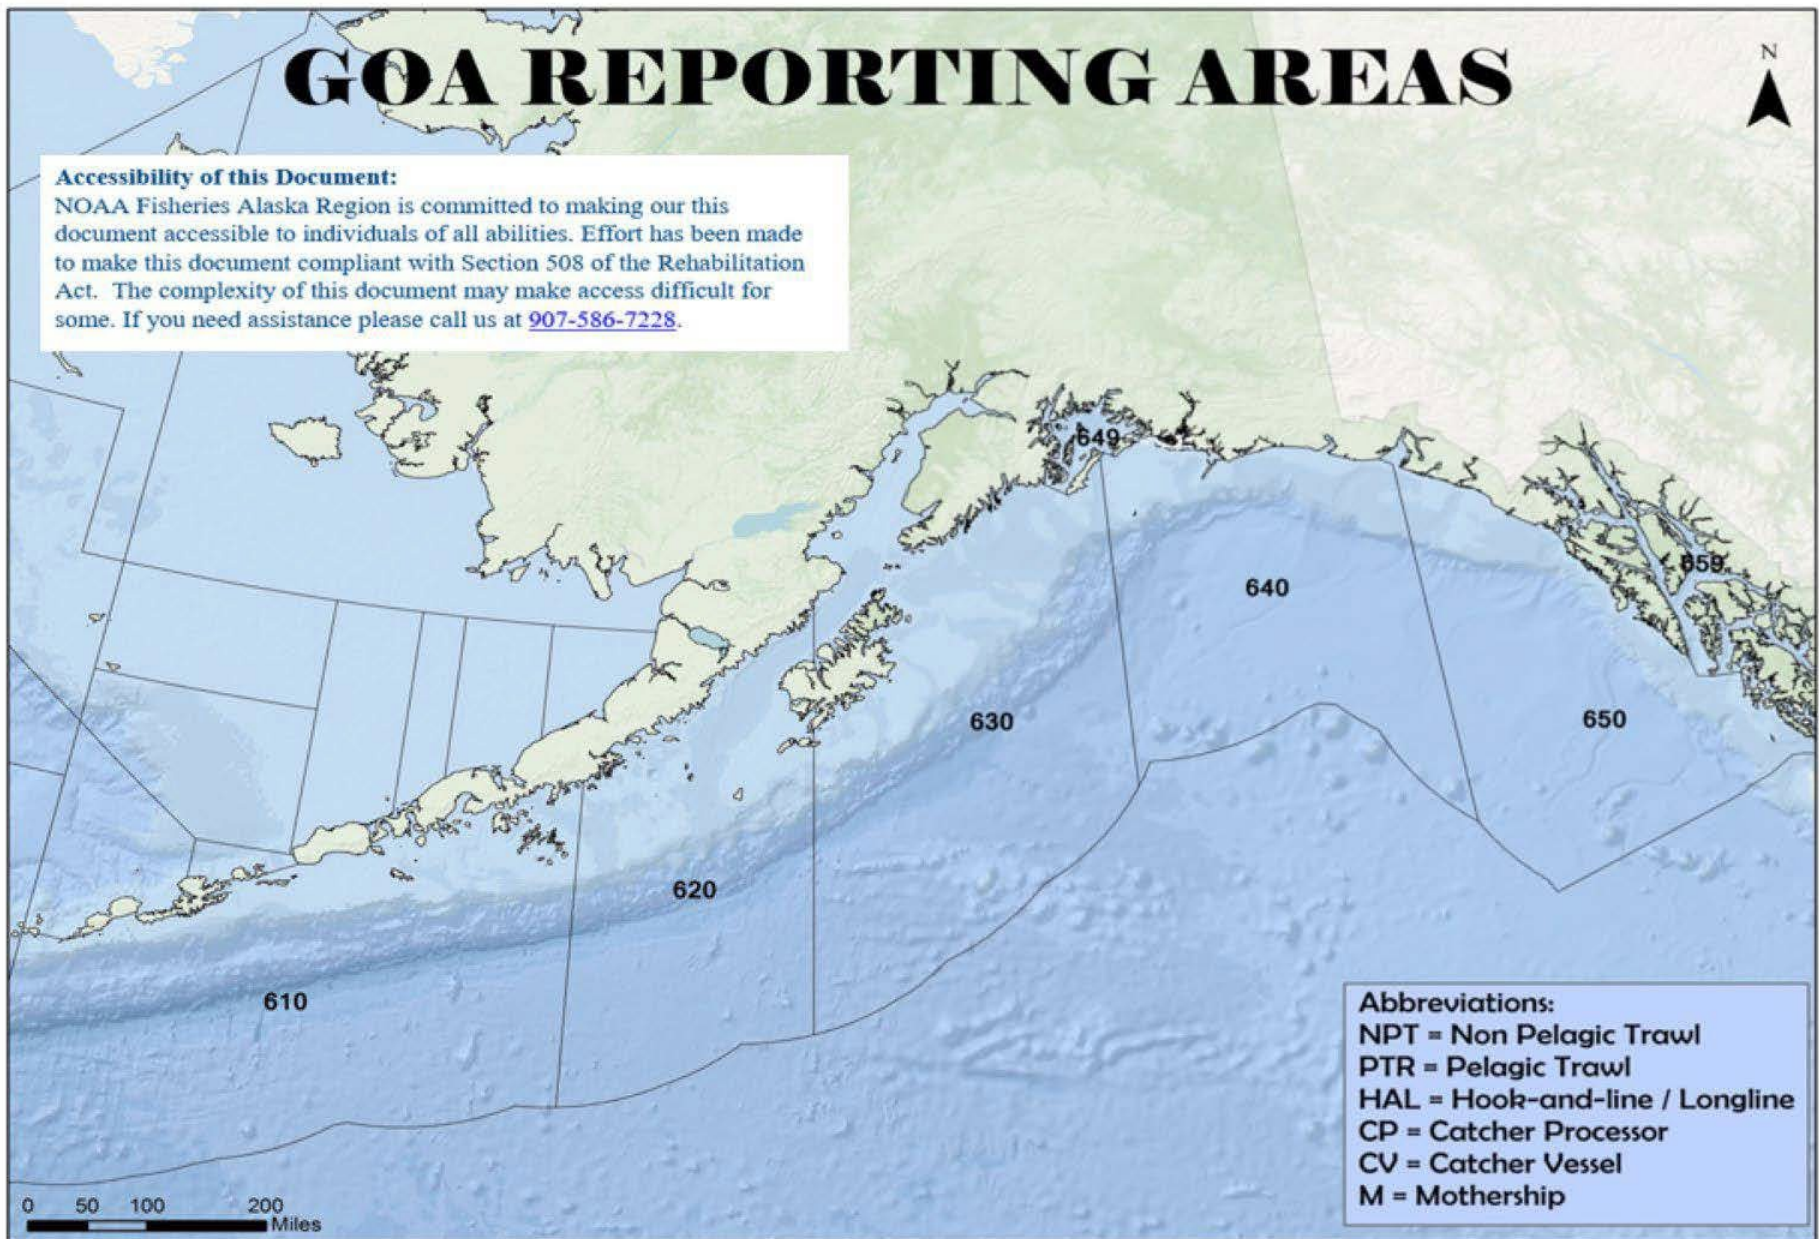 GOA REPORTING AREAS
N
Accessibility of this Document:
NOAA Fisheries Alaska Region is committed to making our this
document accessible to individuals of all abilities. Effort has been made
to make this document compliant with Section 508 of the Rehabilitation
Act. The complexity of this document may make access difficult for
some. If you need assistance please call us at 907-586-7228.
649
659
640
650
630
620
610
Abbreviations:
NPT = Non Pelagic Trawl
PTR = Pelagic Trawl
HAL = Hook-and-line / Longline
CP = Catcher Processor
CV = Catcher Vessel
M = Mothership
0 50 100 200
Miles